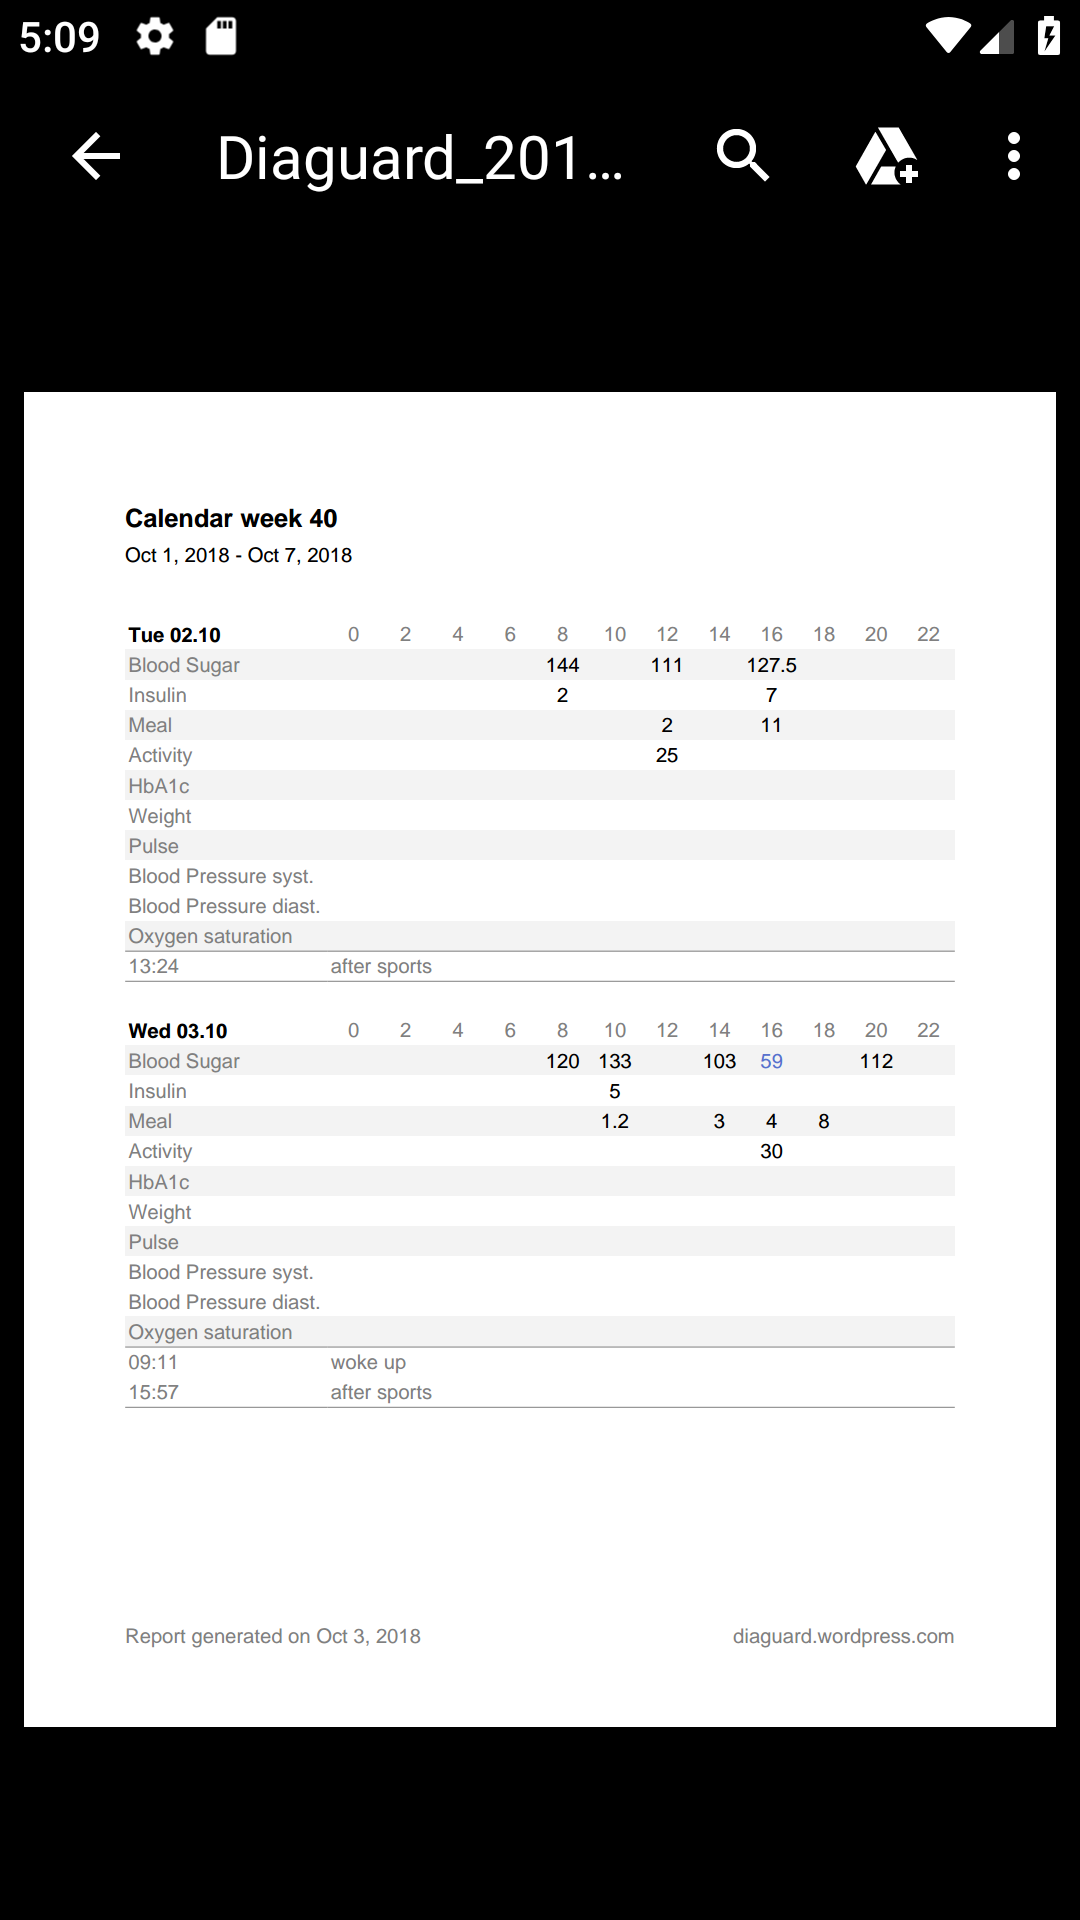 5:09
Diaguard_201...
Calendar week 40
Oct 1, 2018 - Oct 7, 2018
Tue 02.10 0 2 4 6 8 10 12 14 16 18 20 22
Blood Sugar 144 111 127.5
Insulin 2 7
Meal 2 11
Activity 25
HbA1c
Weight
Pulse
Blood Pressure syst.
Blood Pressure diast.
Oxygen saturation
13:24 after sports
Wed 03.10 0 2 4 6 8 10 12 14 16 18 20 22
Blood Sugar 120 133 103 59 112
Insulin 5
Meal 1.2 3 4 8
Activity 30
HbA1c
Weight
Pulse
Blood Pressure syst.
Blood Pressure diast.
Oxygen saturation
09:11 woke up
15:57 after sports
Report generated on Oct 3, 2018 diaguard.wordpress.com